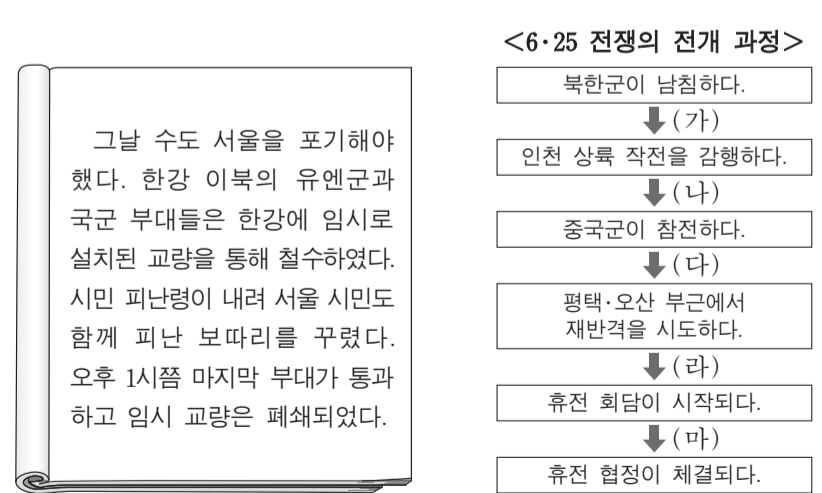 그날 수도 서울을 포기해야
했다. 한강 이북의 유엔군과
국군 부대들은 한강에 임시로
설치된 교량을 통해 철수하였다.
시민 피난령이 내려 서울 시민도
함께 피난 보따리를 꾸렸다.
오후 1시쯤 마지막 부대가 통과
하고 임시 교량은 폐쇄되었다.
<6·25 전쟁의 전개 과정>
북한군이 남침하다.
(가)
인천 상륙 작전을 감행하다.
(나)
중국군이 참전하다.
(다)
평택·오산 부근에서
재반격을 시도하다.
(라)
휴전 회담이 시작되다.
(마)
휴전 협정이 체결되다.